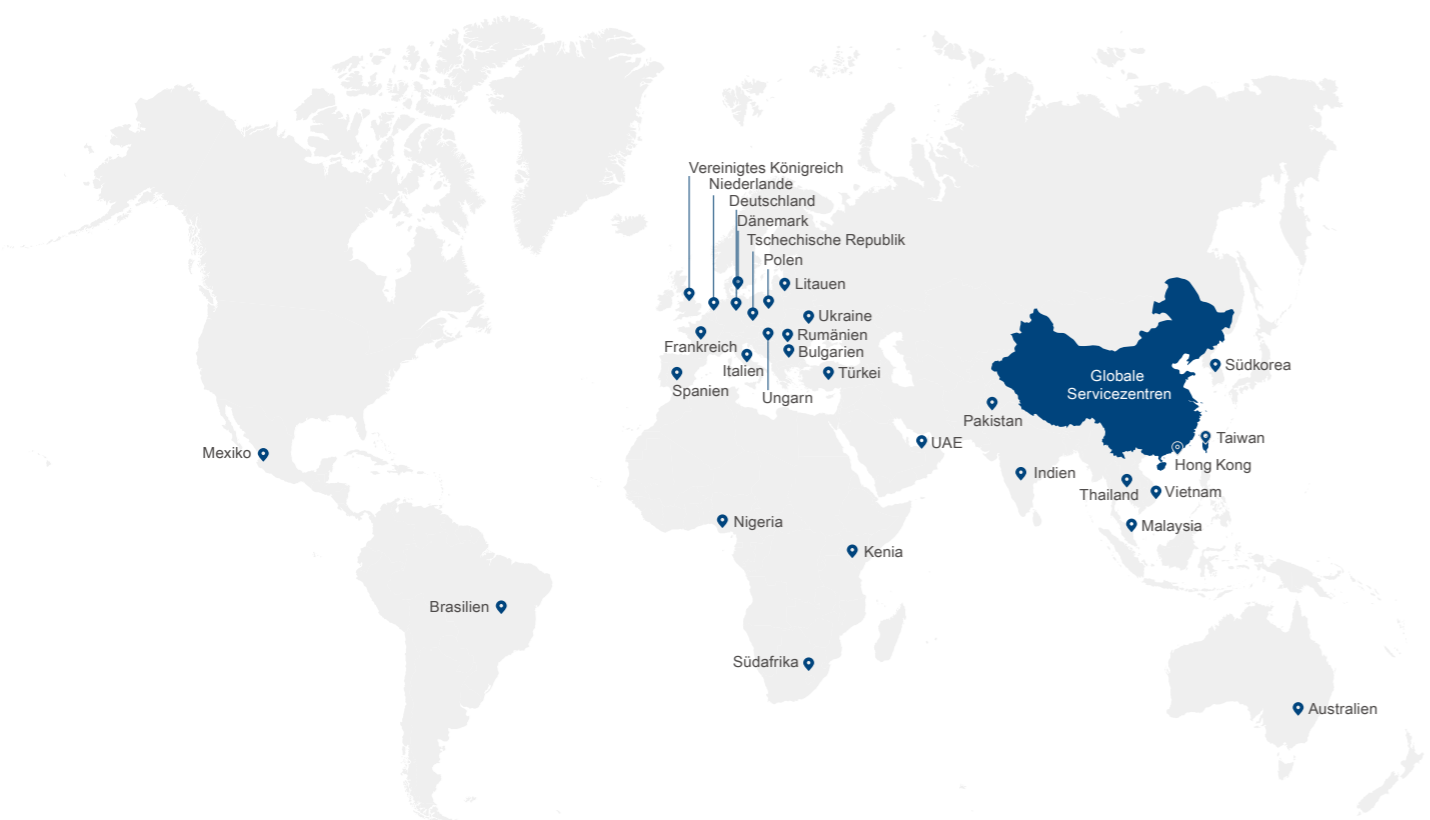 Vereinigtes Königreich
Niederlande
Deutschland
Dänemark
Tschechische Republik
Polen
Litauen
Ukraine
Rumänien
Frankreich
Bulgarien
Italien
Türkei
Spanien
Ungarn
Südkorea
Globale
Servicezentren
Pakistan
Taiwan
UAE
Mexiko
Hong Kong
Indien
Thailand
Vietnam
Nigeria
Malaysia
Kenia
Brasilien
Südafrika
Australien